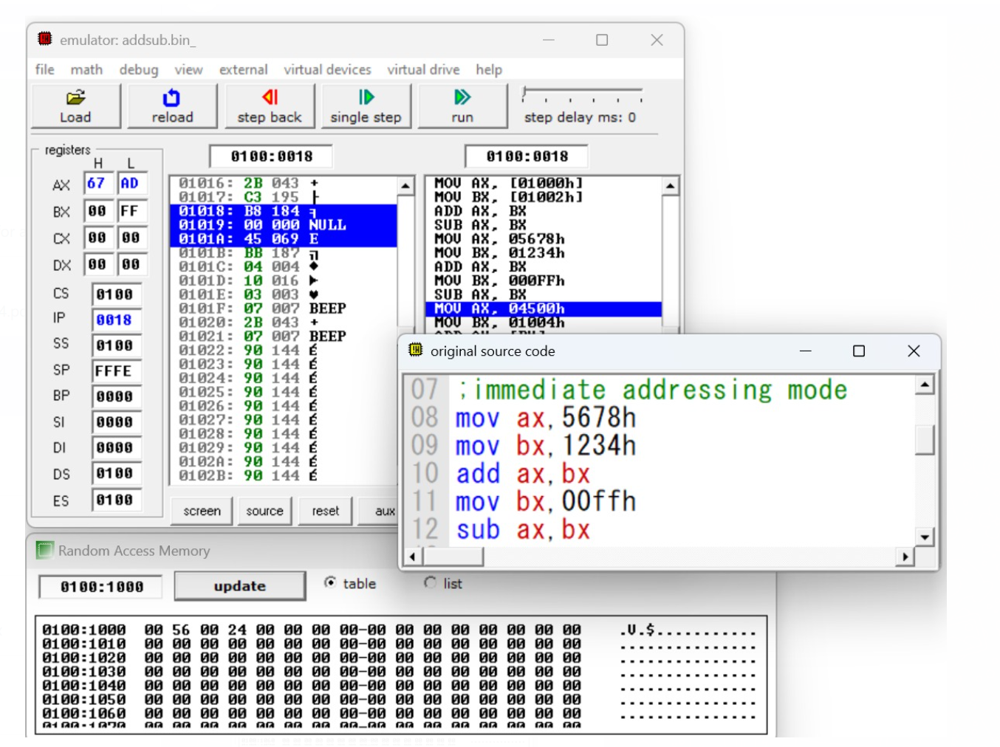 emulator: addsub.bin_
file math debug view external virtual devices virtual drive help
Load reload step back single step run step delay ms: 0
registers
H L
0100:0018 0100:0018
AX 67 AD
BX 00 FF
CX 00 00
DX 00 00
CS 0100
IP 0018
SS 0100
SP FFFE
BP 0000
SI 0000
DI 0000
DS 0100
ES 0100
01016: 2B 043 +
01017: C3 195 ├
01018: B8 184 ╕
01019: 00 000 NULL
0101A: 45 069 E
0101B: BB 187 ╗
0101C: 04 004 ♦
0101D: 10 016 ►
0101E: 03 003 ♥
0101F: 07 007 BEEP
01020: 2B 043 +
01021: 07 007 BEEP
01022: 90 144 É
01023: 90 144 É
01024: 90 144 É
01025: 90 144 É
01026: 90 144 É
01027: 90 144 É
01028: 90 144 É
01029: 90 144 É
0102A: 90 144 É
0102B: 90 144 É
MOV AX, [01000h]
MOV BX, [01002h]
ADD AX, BX
SUB AX, BX
MOV AX, 05678h
MOV BX, 01234h
ADD AX, BX
MOV BX, 000FFh
SUB AX, BX
MOV AX, 04500h
MOV BX, 01004h
screen source reset aux
original source code
07 ;immediate addressing mode
08 mov ax,5678h
09 mov bx,1234h
10 add ax,bx
11 mov bx,00ffh
12 sub ax,bx
Random Access Memory
0100:1000 update table list
0100:1000 00 56 00 24 00 00 00 00-00 00 00 00 00 00 00 00 .V.$............
0100:1010 00 00 00 00 00 00 00 00-00 00 00 00 00 00 00 00 ................
0100:1020 00 00 00 00 00 00 00 00-00 00 00 00 00 00 00 00 ................
0100:1030 00 00 00 00 00 00 00 00-00 00 00 00 00 00 00 00 ................
0100:1040 00 00 00 00 00 00 00 00-00 00 00 00 00 00 00 00 ................
0100:1050 00 00 00 00 00 00 00 00-00 00 00 00 00 00 00 00 ................
0100:1060 00 00 00 00 00 00 00 00-00 00 00 00 00 00 00 00 ................